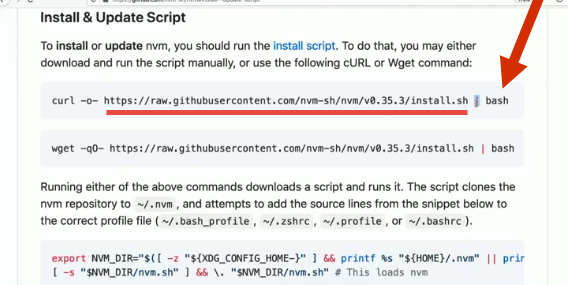 Install & Update Script
To install or update nvm, you should run the install script. To do that, you may either
download and run the script manually, or use the following cURL or Wget command:
curl -o- https://raw.githubusercontent.com/nvm-sh/nvm/v0.35.3/install.sh | bash
wget -qO- https://raw.githubusercontent.com/nvm-sh/nvm/v0.35.3/install.sh | bash
Running either of the above commands downloads a script and runs it. The script clones the
nvm repository to ~/.nvm, and attempts to add the source lines from the snippet below to
the correct profile file (~/.bash_profile, ~/.zshrc, ~/.profile, or ~/.bashrc).
export NVM_DIR="$([ -z "${XDG_CONFIG_HOME-}" ] && printf %s "${HOME}/.nvm" || prin
[ -s "$NVM_DIR/nvm.sh" ] && \. "$NVM_DIR/nvm.sh" # This loads nvm